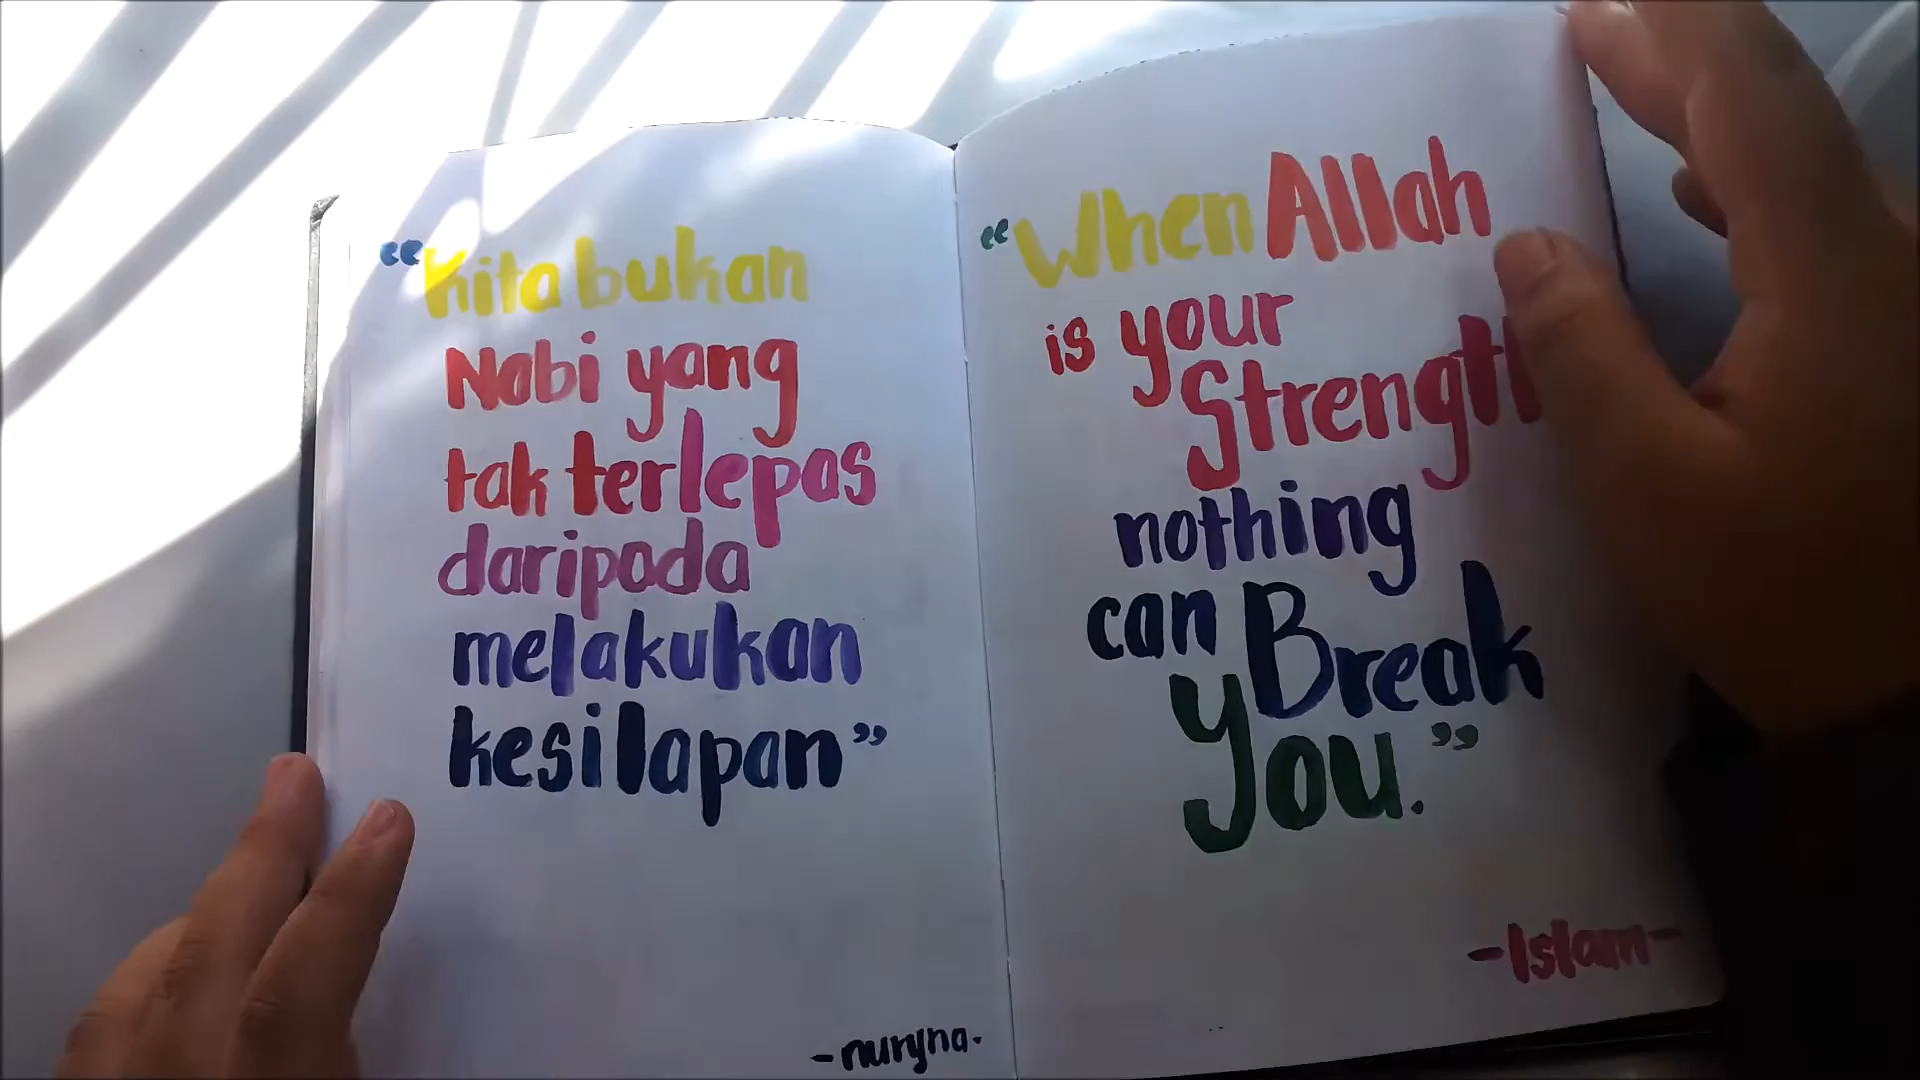 “Kita bukan
Nabi yang
tak terlepas
daripada
melakukan
kesilapan”
-nuryna.
“When Allah
is your
Strength
nothing
can Break
you.”
-Islam-